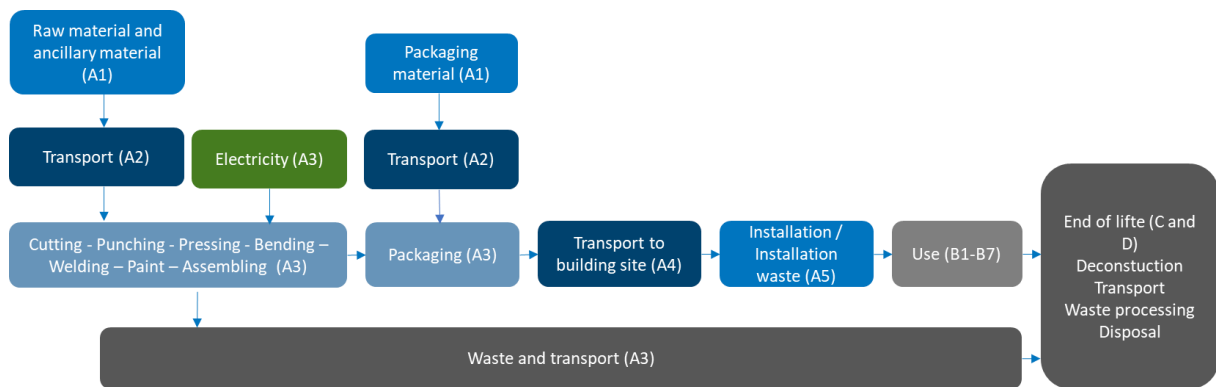 Raw material and
ancillary material
(A1)
Packaging
material (A1)
Transport (A2)
Electricity (A3)
Transport (A2)
Cutting - Punching - Pressing - Bending –
Welding – Paint – Assembling  (A3)
Packaging (A3)
Transport to
building site (A4)
Installation /
Installation
waste (A5)
Use (B1-B7)
End of lifte (C and
D)
Deconstuction
Transport
Waste processing
Disposal
Waste and transport (A3)